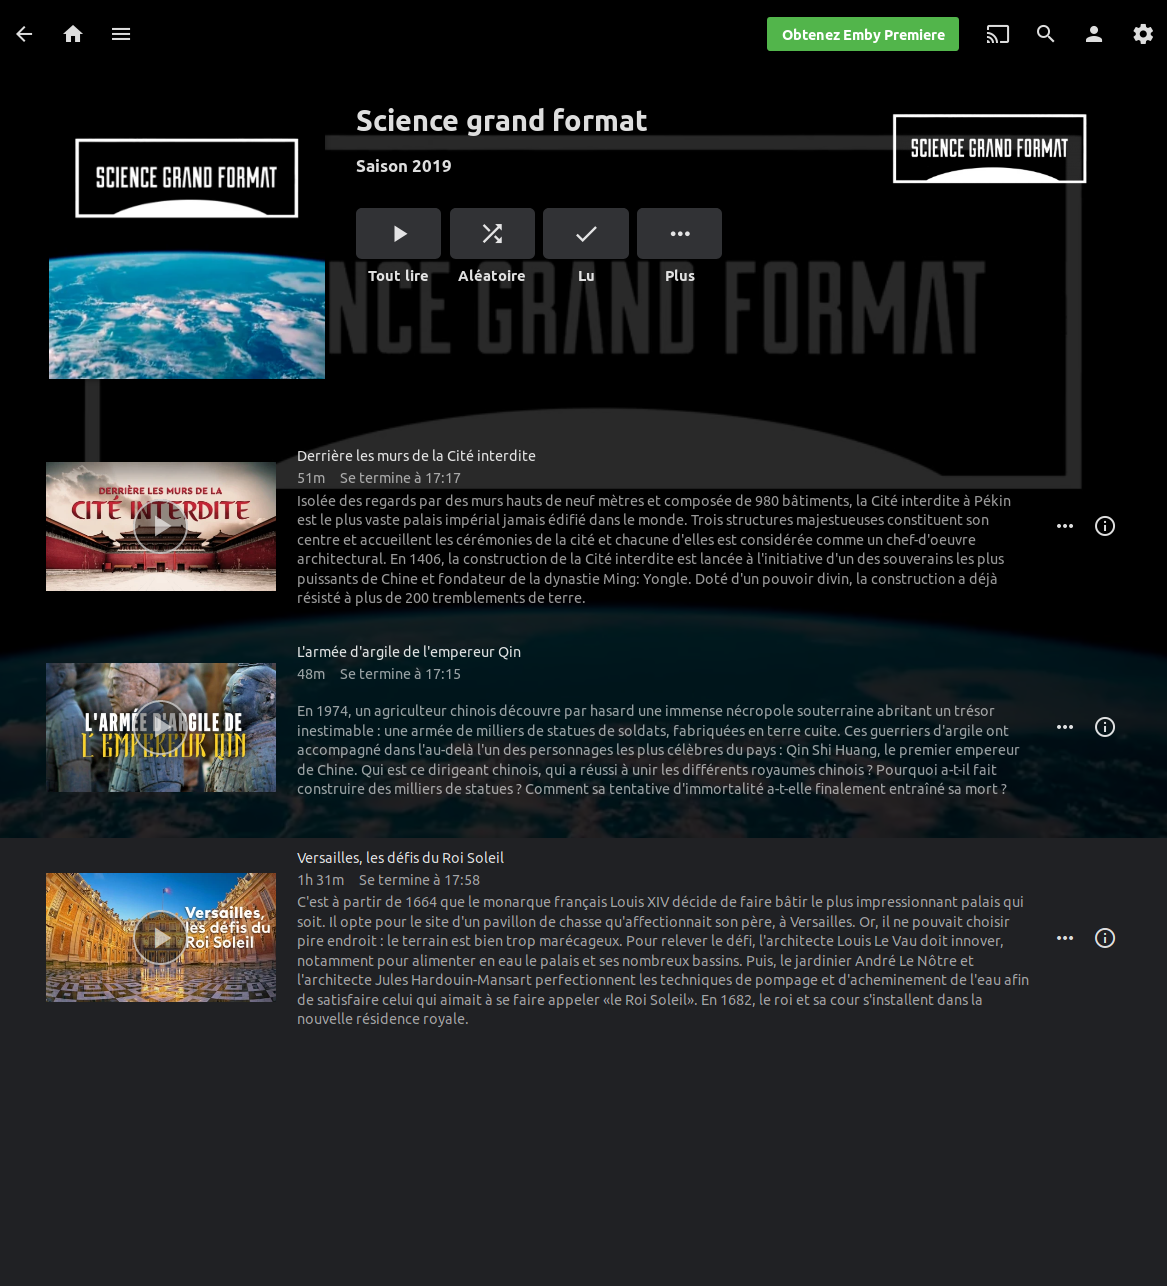 Obtenez Emby Premiere
Science grand format
SCIENCE GRAND FORMAT
SCIENCE GRAND FORMAT
Saison 2019
Tout lire
Aléatoire
Lu
Plus
NCE GRAND FORMAT
Derrière les murs de la Cité interdite
51m Se termine à 17:17
DERRIÈRE LES MURS DE LA
CITÉ INTERDITE
Isolée des regards par des murs hauts de neuf mètres et composée de 980 bâtiments, la Cité interdite à Pékin
est le plus vaste palais impérial jamais édifié dans le monde. Trois structures majestueuses constituent son
centre et accueillent les cérémonies de la cité et chacune d'elles est considérée comme un chef-d'oeuvre
architectural. En 1406, la construction de la Cité interdite est lancée à l'initiative d'un des souverains les plus
puissants de Chine et fondateur de la dynastie Ming: Yongle. Doté d'un pouvoir divin, la construction a déjà
résisté à plus de 200 tremblements de terre.
L'armée d'argile de l'empereur Qin
48m Se termine à 17:15
L'ARMÉE D'ARGILE DE
L'EMPEREUR QIN
En 1974, un agriculteur chinois découvre par hasard une immense nécropole souterraine abritant un trésor
inestimable : une armée de milliers de statues de soldats, fabriquées en terre cuite. Ces guerriers d'argile ont
accompagné dans l'au-delà l'un des personnages les plus célèbres du pays : Qin Shi Huang, le premier empereur
de Chine. Qui est ce dirigeant chinois, qui a réussi à unir les différents royaumes chinois ? Pourquoi a-t-il fait
construire des milliers de statues ? Comment sa tentative d'immortalité a-t-elle finalement entraîné sa mort ?
Versailles, les défis du Roi Soleil
1h 31m Se termine à 17:58
Versailles,
les défis du
Roi Soleil
C'est à partir de 1664 que le monarque français Louis XIV décide de faire bâtir le plus impressionnant palais qui
soit. Il opte pour le site d'un pavillon de chasse qu'affectionnait son père, à Versailles. Or, il ne pouvait choisir
pire endroit : le terrain est bien trop marécageux. Pour relever le défi, l'architecte Louis Le Vau doit innover,
notamment pour alimenter en eau le palais et ses nombreux bassins. Puis, le jardinier André Le Nôtre et
l'architecte Jules Hardouin-Mansart perfectionnent les techniques de pompage et d'acheminement de l'eau afin
de satisfaire celui qui aimait à se faire appeler «le Roi Soleil». En 1682, le roi et sa cour s'installent dans la
nouvelle résidence royale.